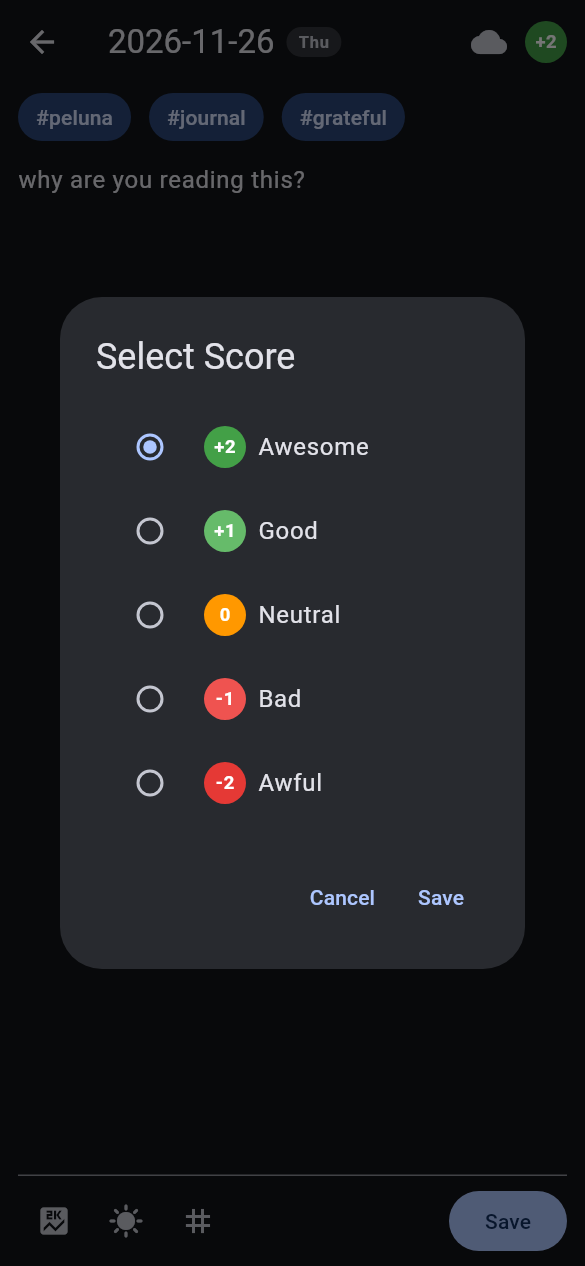 2026-11-26 Thu +2
#peluna #journal #grateful
why are you reading this?
Select Score
+2 Awesome
+1 Good
0 Neutral
-1 Bad
-2 Awful
Cancel Save
2K Save